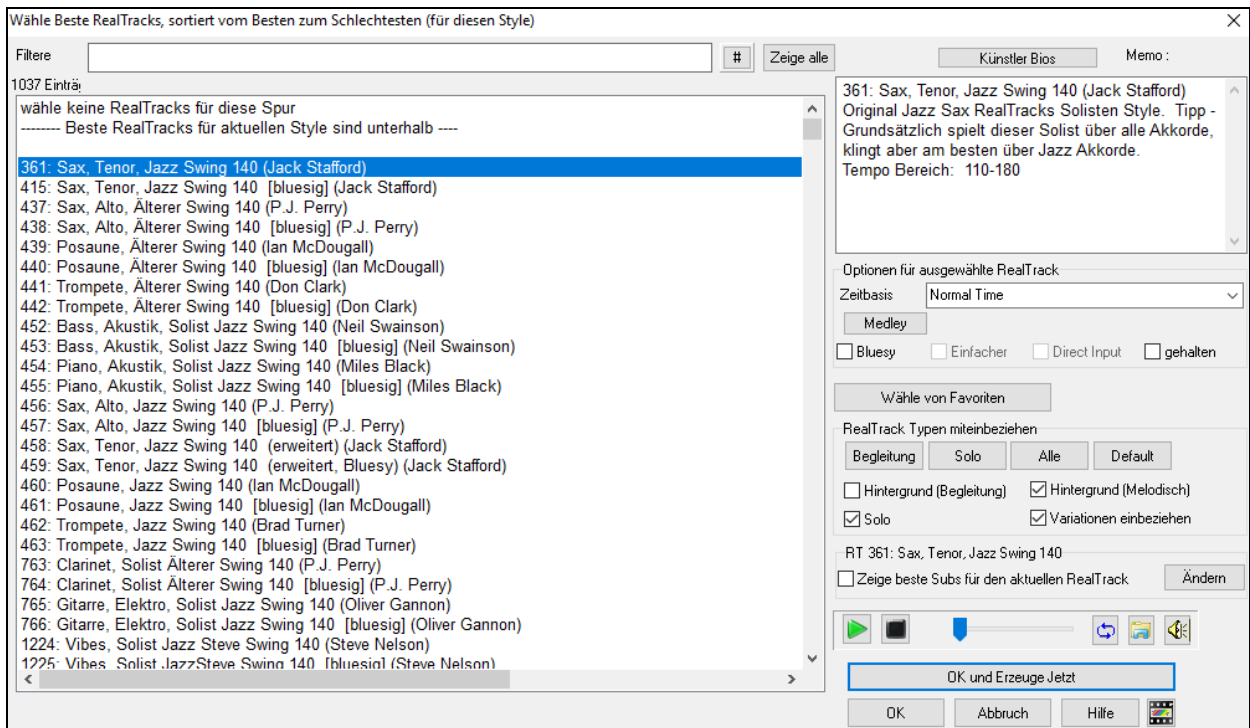 Wähle Beste RealTracks, sortiert vom Besten zum Schlechtesten (für diesen Style)
Filtere
#
Zeige alle
1037 Einträ
wähle keine RealTracks für diese Spur
-------- Beste RealTracks für aktuellen Style sind unterhalb ----
361: Sax, Tenor, Jazz Swing 140 (Jack Stafford)
415: Sax, Tenor, Jazz Swing 140 [bluesig] (Jack Stafford)
437: Sax, Alto, Älterer Swing 140 (P.J. Perry)
438: Sax, Alto, Älterer Swing 140 [bluesig] (P.J. Perry)
439: Posaune, Älterer Swing 140 (Ian McDougall)
440: Posaune, Älterer Swing 140 [bluesig] (Ian McDougall)
441: Trompete, Älterer Swing 140 (Don Clark)
442: Trompete, Älterer Swing 140 [bluesig] (Don Clark)
452: Bass, Akustik, Solist Jazz Swing 140 (Neil Swainson)
453: Bass, Akustik, Solist Jazz Swing 140 [bluesig] (Neil Swainson)
454: Piano, Akustik, Solist Jazz Swing 140 (Miles Black)
455: Piano, Akustik, Solist Jazz Swing 140 [bluesig] (Miles Black)
456: Sax, Alto, Jazz Swing 140 (P.J. Perry)
457: Sax, Alto, Jazz Swing 140 [bluesig] (P.J. Perry)
458: Sax, Tenor, Jazz Swing 140 (erweitert) (Jack Stafford)
459: Sax, Tenor, Jazz Swing 140 (erweitert, Bluesy) (Jack Stafford)
460: Posaune, Jazz Swing 140 (Ian McDougall)
461: Posaune, Jazz Swing 140 [bluesig] (Ian McDougall)
462: Trompete, Jazz Swing 140 (Brad Turner)
463: Trompete, Jazz Swing 140 [bluesig] (Brad Turner)
763: Clarinet, Solist Älterer Swing 140 (P.J. Perry)
764: Clarinet, Solist Älterer Swing 140 [bluesig] (P.J. Perry)
765: Gitarre, Elektro, Solist Jazz Swing 140 (Oliver Gannon)
766: Gitarre, Elektro, Solist Jazz Swing 140 [bluesig] (Oliver Gannon)
1224: Vibes, Solist Jazz Steve Swing 140 (Steve Nelson)
1225: Vibes, Solist JazzSteve Swing 140 [bluesig] (Steve Nelson)
Künstler Bios
Memo :
361: Sax, Tenor, Jazz Swing 140 (Jack Stafford)
Original Jazz Sax RealTracks Solisten Style. Tipp -
Grundsätzlich spielt dieser Solist über alle Akkorde,
klingt aber am besten über Jazz Akkorde.
Tempo Bereich: 110-180
Optionen für ausgewählte RealTrack
Zeitbasis Normal Time
Medley
Bluesy Einfacher Direct Input gehalten
Wähle von Favoriten
RealTrack Typen miteinbeziehen
Begleitung Solo Alle Default
Hintergrund (Begleitung) Hintergrund (Melodisch)
Solo Variationen einbeziehen
RT 361: Sax, Tenor, Jazz Swing 140
Zeige beste Subs für den aktuellen RealTrack Ändern
OK und Erzeuge Jetzt
OK Abbruch Hilfe